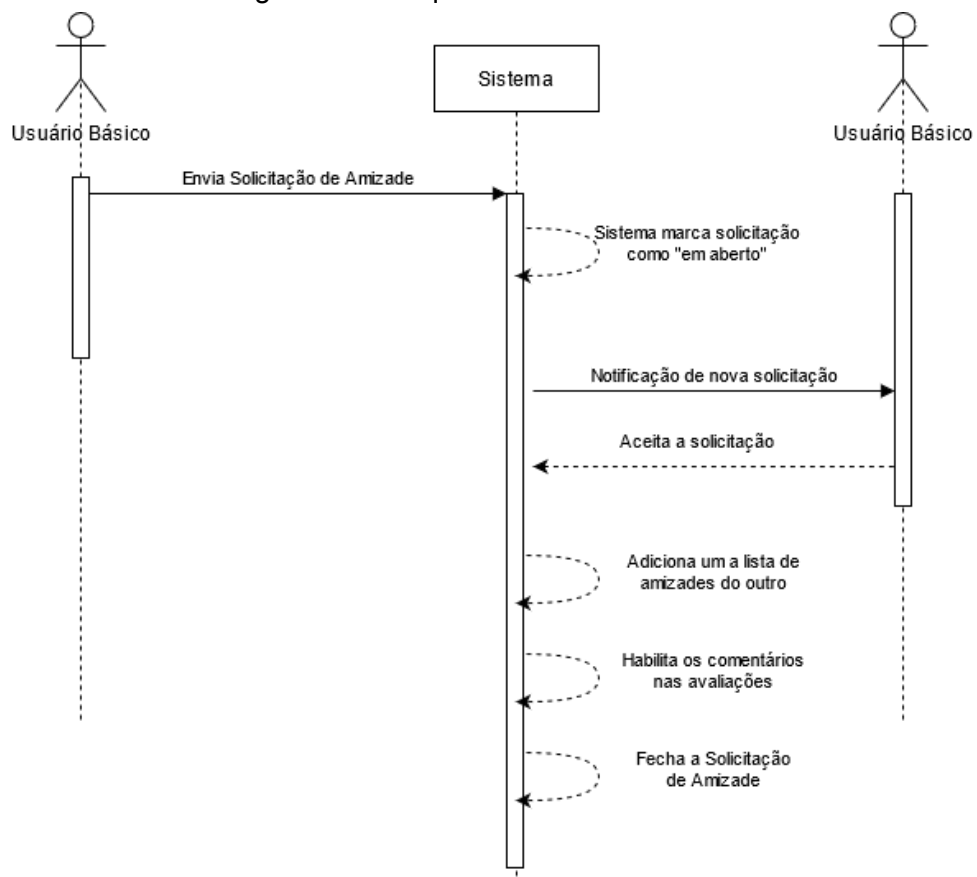 Sistema
Usuário Básico
Usuário Básico
Envia Solicitação de Amizade
Sistema marca solicitação
como "em aberto"
Notificação de nova solicitação
Aceita a solicitação
Adiciona um a lista de
amizades do outro
Habilita os comentários
nas avaliações
Fecha a Solicitação
de Amizade